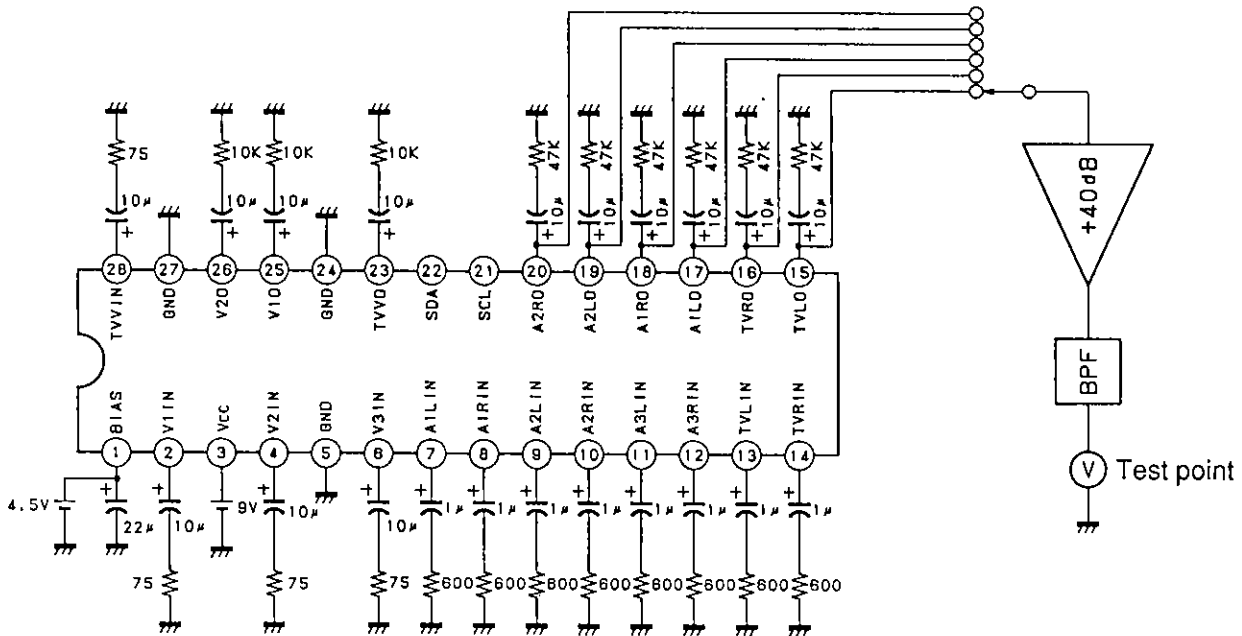 75 10K 10K 10K 47K 47K 47K 47K 47K 47K
10μ 10μ 10μ 10μ 10μ 10μ 10μ 10μ 10μ 10μ
+ + + + + + + + + +
+40dB
28 27 26 25 24 23 22 21 20 19 18 17 16 15
TVVIN GND V2O V1O GND TVVO SDA SCL A2RO A2LO A1RO A1LO TVRO TVLO
BPF
BIAS V1IN VCC V2IN GND V3IN A1LIN A1RIN A2LIN A2RIN A3LIN A3RIN TVLIN TVRIN
1 2 3 4 5 6 7 8 9 10 11 12 13 14
V Test point
+ + + + + + + + + + + +
4.5V 22μ 10μ 9V 10μ 10μ 1μ 1μ 1μ 1μ 1μ 1μ 1μ 1μ
75 75 75 600 600 600 600 600 600 600 600